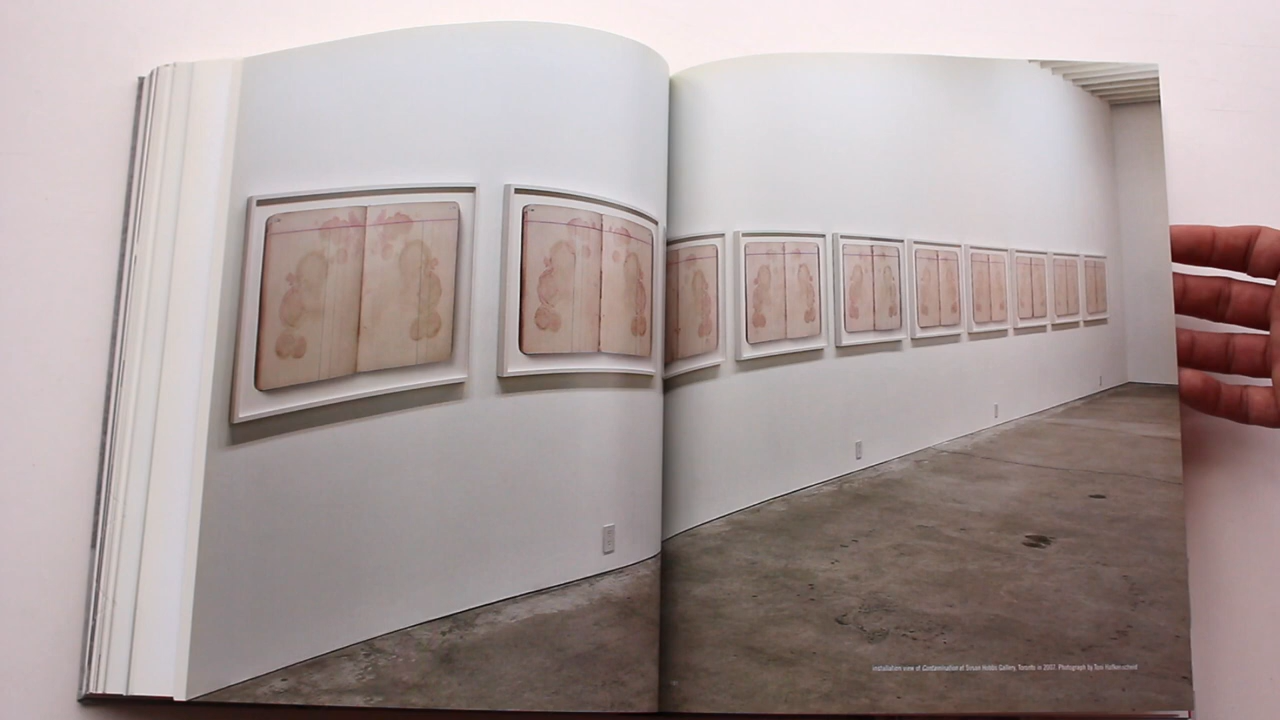 installation view of Contamination at Susan Hobbs Gallery, Toronto in 2007. Photograph by Toni Hafkenscheid